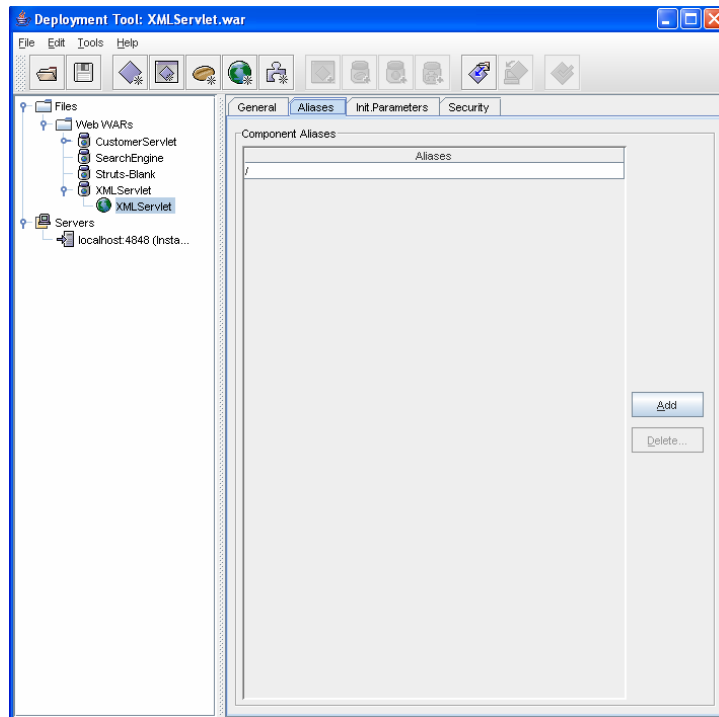 Deployment Tool: XMLServlet.war
File Edit Tools Help
Files
Web WARs
CustomerServlet
SearchEngine
Struts-Blank
XMLServlet
XMLServlet
Servers
localhost:4848 (Insta...
General Aliases Init.Parameters Security
Component Aliases
Aliases
/
Add
Delete...